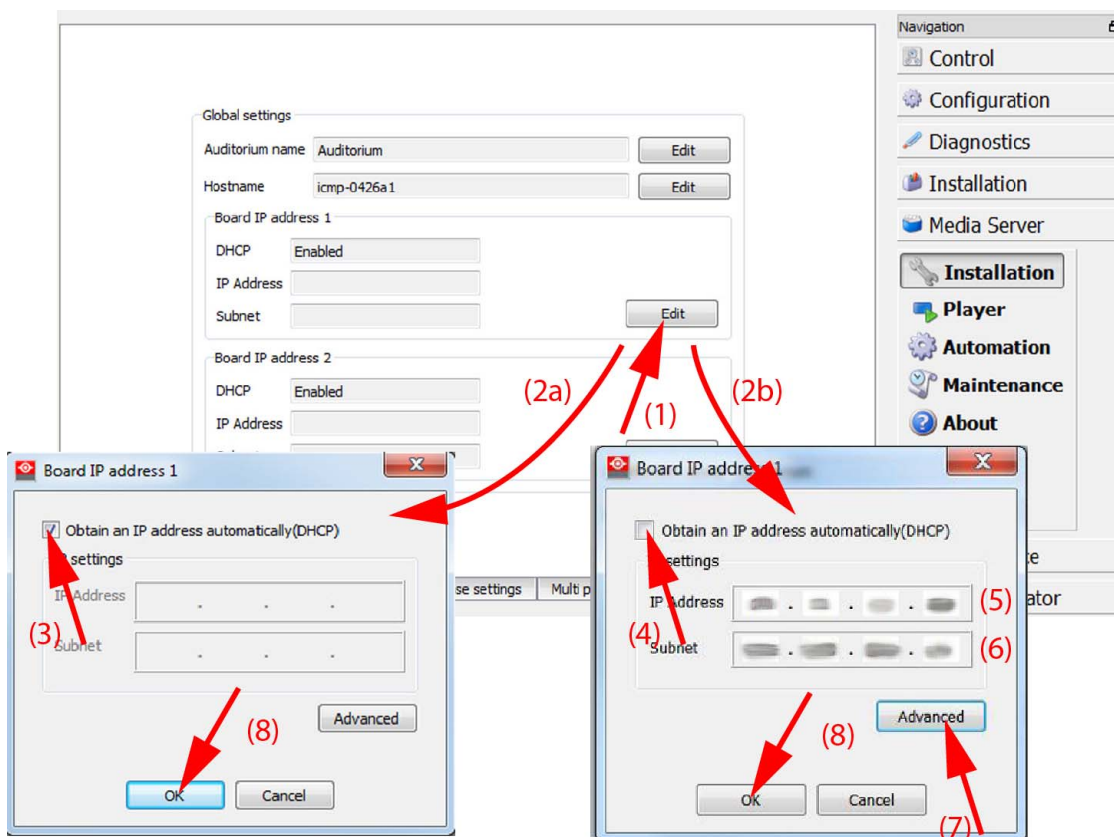 Navigation
Control
Configuration
Diagnostics
Installation
Media Server
Installation
Player
Automation
Maintenance
About
Global settings
Auditorium name Auditorium Edit
Hostname icmp-0426a1 Edit
Board IP address 1
DHCP Enabled
IP Address
Subnet Edit
Board IP address 2
DHCP Enabled
IP Address
(2a)
(1)
(2b)
se settings Multi p
ator
Board IP address 1
Obtain an IP address automatically(DHCP)
settings
IP Address . . .
(3)
Subnet . . .
Advanced
(8)
OK Cancel
Board IP address 1
Obtain an IP address automatically(DHCP)
settings
IP Address . . . (5)
(4)
Subnet . . . (6)
Advanced
(8)
OK Cancel
(7)